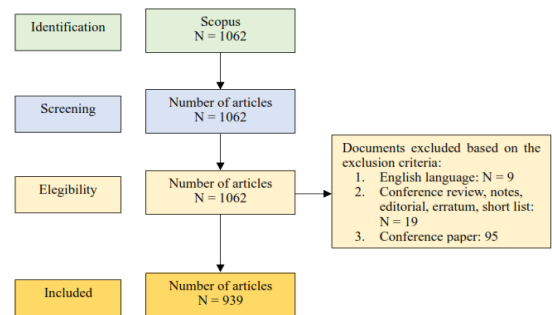 Identification
Scopus
N = 1062
Screening
Number of articles
N = 1062
Elegibility
Number of articles
N = 1062
Documents excluded based on the
exclusion criteria:
1. English language: N = 9
2. Conference review, notes,
editorial, erratum, short list:
N = 19
3. Conference paper: 95
Included
Number of articles
N = 939